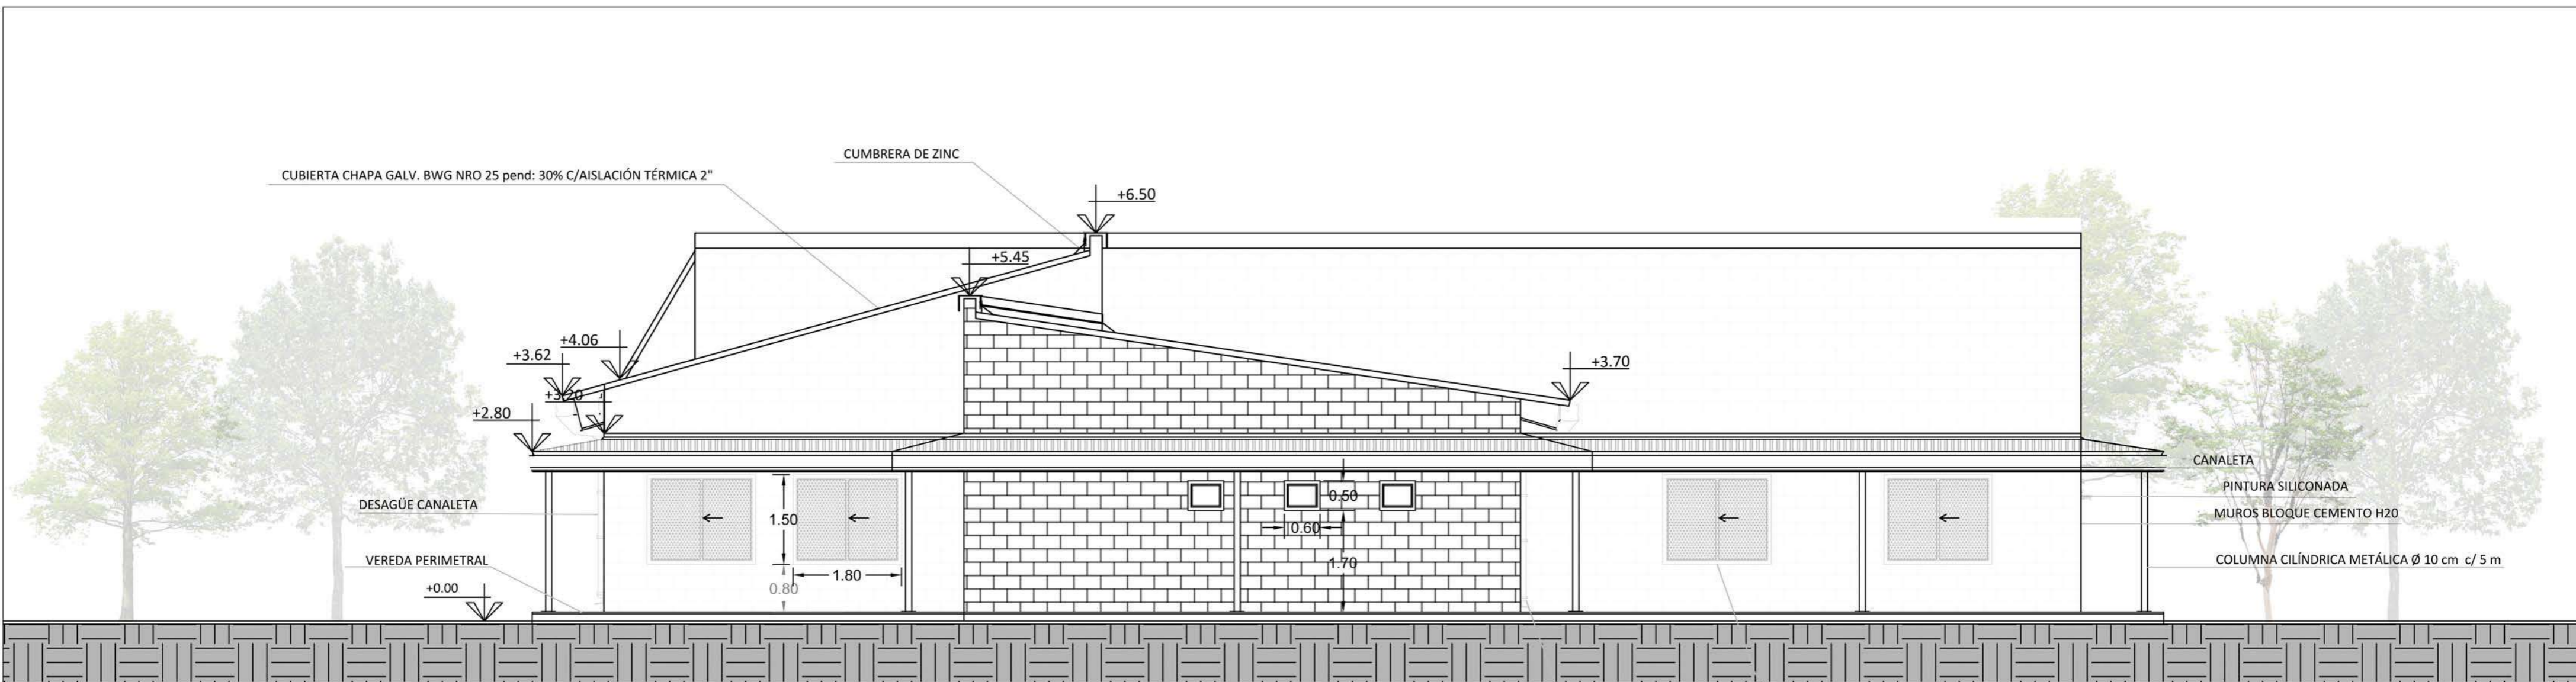 CUMBRERA DE ZINC
CUBIERTA CHAPA GALV. BWG NRO 25 pend: 30% C/AISLACIÓN TÉRMICA 2"
+6.50
+5.45
+4.06
+3.62
+3.70
+3.20
+2.80
CANALETA
PINTURA SILICONADA
0.50
DESAGÜE CANALETA
MUROS BLOQUE CEMENTO H20
1.50
0.60
VEREDA PERIMETRAL
COLUMNA CILÍNDRICA METÁLICA Ø 10 cm c/ 5 m
1.70
1.80
+0.00
0.80